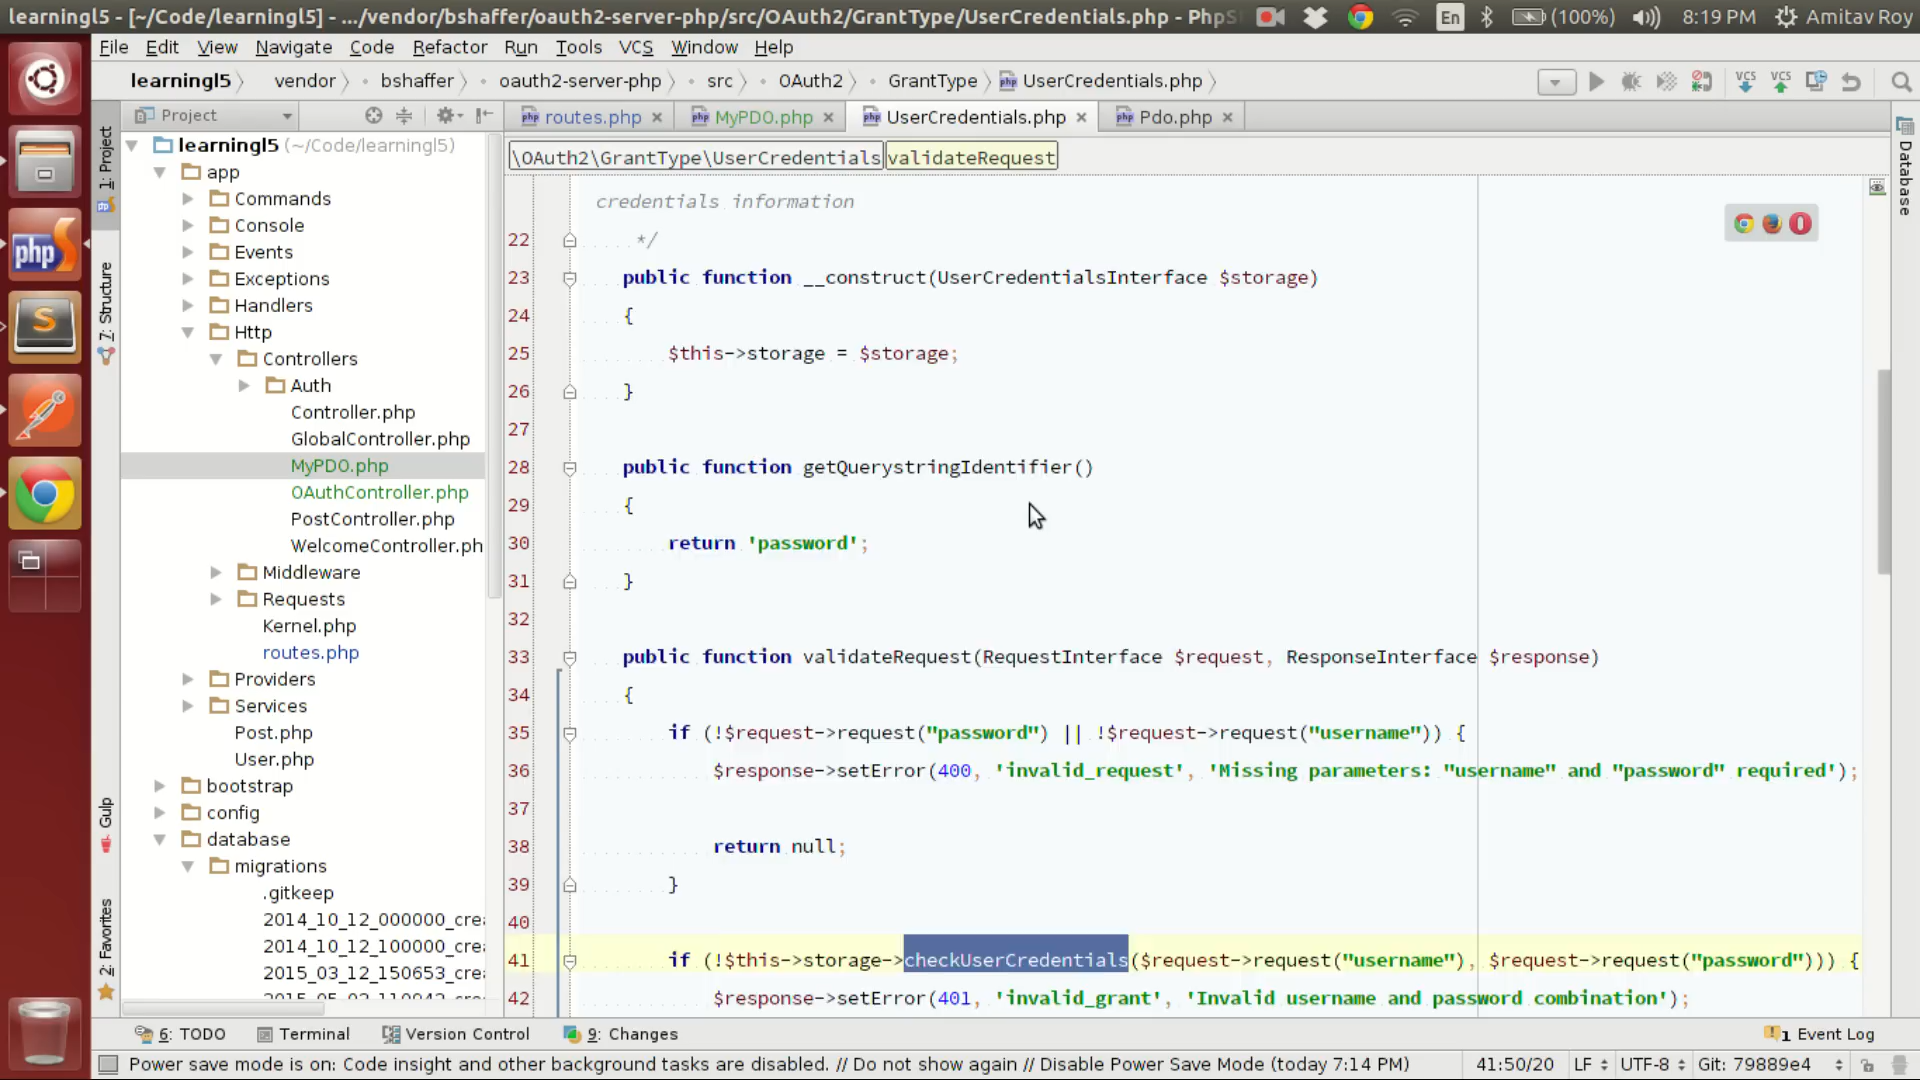 learningl5 - [~/Code/learningl5] - .../vendor/bshaffer/oauth2-server-php/src/OAuth2/GrantType/UserCredentials.php - PhpS
En (100%) 8:19 PM Amitav Roy
File Edit View Navigate Code Refactor Run Tools VCS Window Help
learningl5 vendor bshaffer oauth2-server-php src OAuth2 GrantType UserCredentials.php
VCS VCS
Project routes.php MyPDO.php UserCredentials.php Pdo.php
\OAuth2\GrantType\UserCredentials validateRequest
1: Project
7: Structure
Gulp
2: Favorites
Database
learningl5 (~/Code/learningl5)
app
Commands
Console
Events
Exceptions
Handlers
Http
Controllers
Auth
Controller.php
GlobalController.php
MyPDO.php
OAuthController.php
PostController.php
WelcomeController.ph
Middleware
Requests
Kernel.php
routes.php
Providers
Services
Post.php
User.php
bootstrap
config
database
migrations
.gitkeep
2014_10_12_000000_crea
2014_10_12_100000_crea
2015_03_12_150653_crea
credentials information
22 */
23 public function __construct(UserCredentialsInterface $storage)
24 {
25 $this->storage = $storage;
26 }
27
28 public function getQuerystringIdentifier()
29 {
30 return 'password';
31 }
32
33 public function validateRequest(RequestInterface $request, ResponseInterface $response)
34 {
35 if (!$request->request("password") || !$request->request("username")) {
36 $response->setError(400, 'invalid_request', 'Missing parameters: "username" and "password" required');
37
38 return null;
39 }
40
41 if (!$this->storage->checkUserCredentials($request->request("username"), $request->request("password"))) {
42 $response->setError(401, 'invalid_grant', 'Invalid username and password combination');
6: TODO Terminal Version Control 9: Changes 1 Event Log
Power save mode is on: Code insight and other background tasks are disabled. // Do not show again // Disable Power Save Mode (today 7:14 PM) 41:50/20 LF UTF-8 Git: 79889e4